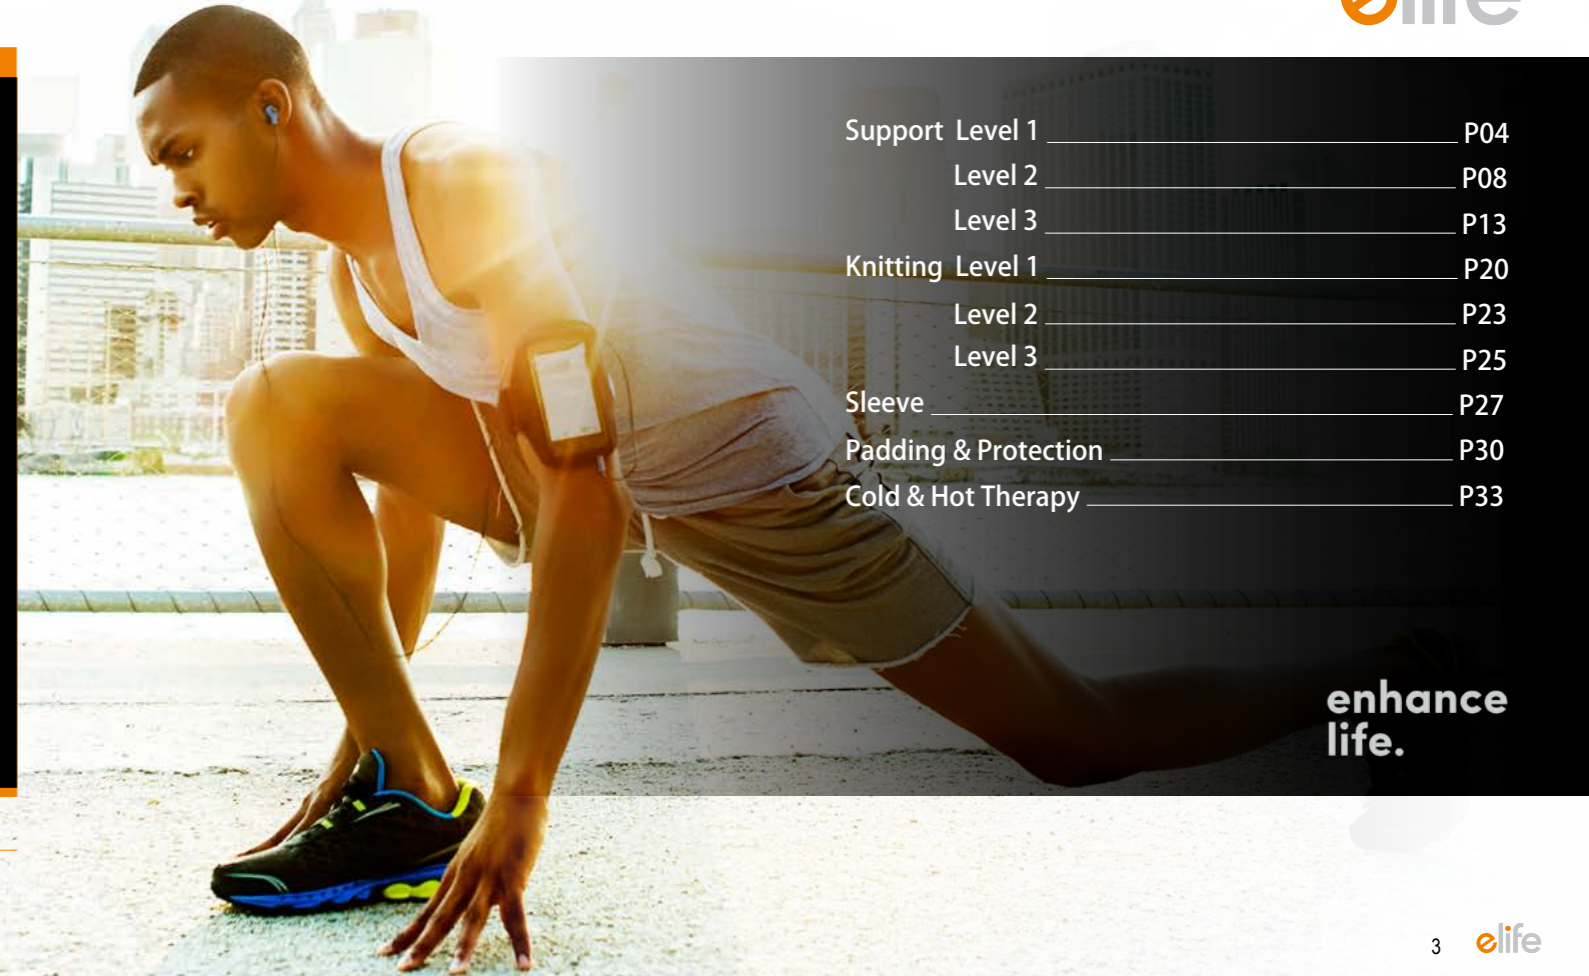 elife
Support Level 1 P04
Level 2 P08
Level 3 P13
Knitting Level 1 P20
Level 2 P23
Level 3 P25
Sleeve P27
Padding & Protection P30
Cold & Hot Therapy P33
enhance
life.
3 elife